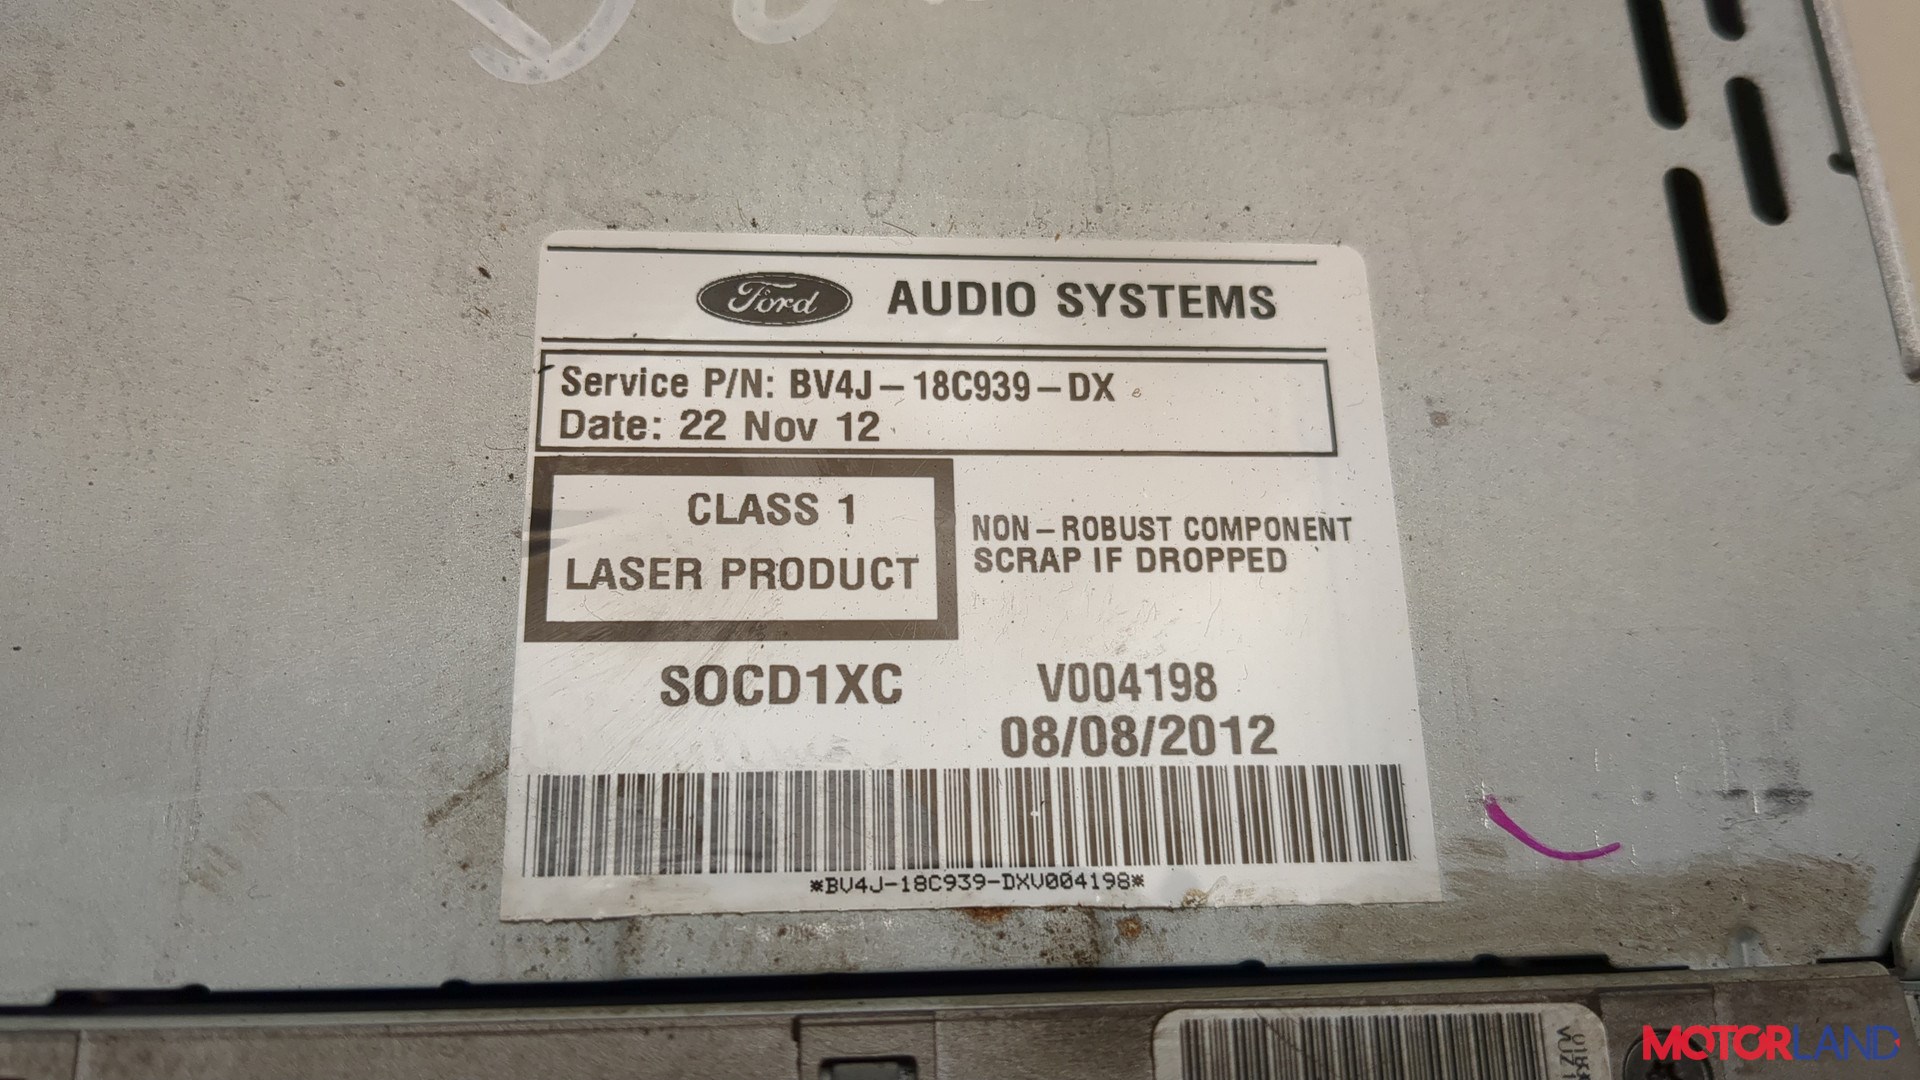 Ford AUDIO SYSTEMS
Service P/N: BV4J-18C939-DX
Date: 22 Nov 12
CLASS 1
LASER PRODUCT
NON-ROBUST COMPONENT
SCRAP IF DROPPED
SOCD1XC
V004198
08/08/2012
*BV4J-18C939-DXV004198*
MOTORLAND